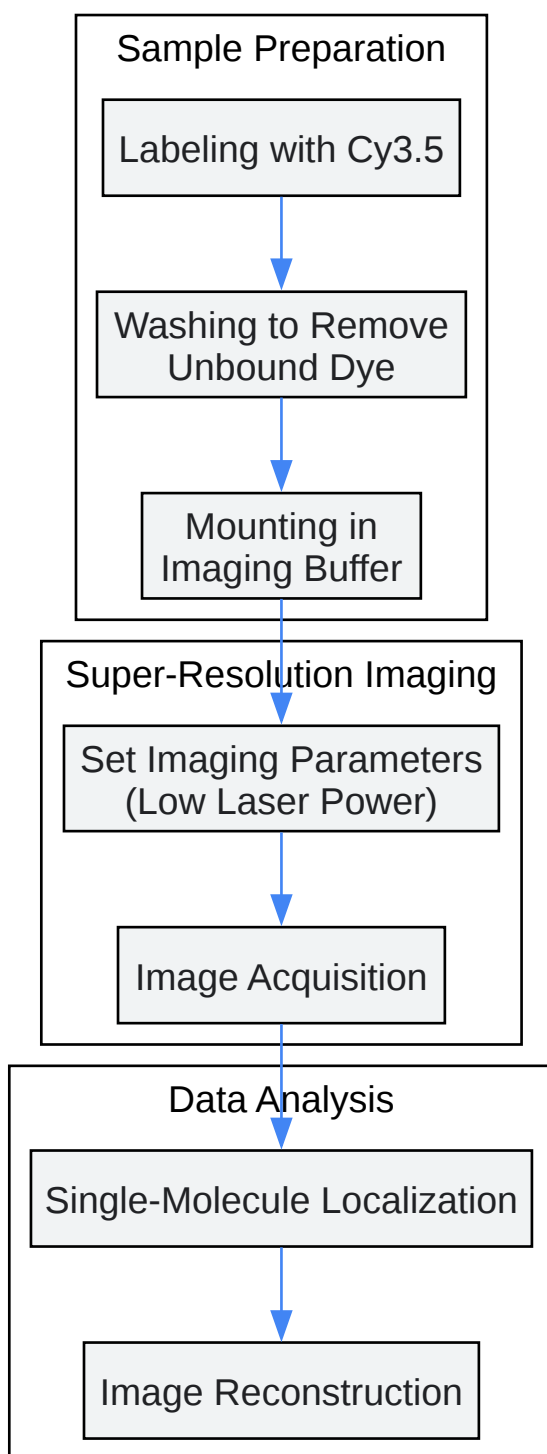 Sample Preparation
Labeling with Cy3.5
Washing to Remove
Unbound Dye
Mounting in
Imaging Buffer
Super-Resolution Imaging
Set Imaging Parameters
(Low Laser Power)
Image Acquisition
Data Analysis
Single-Molecule Localization
Image Reconstruction